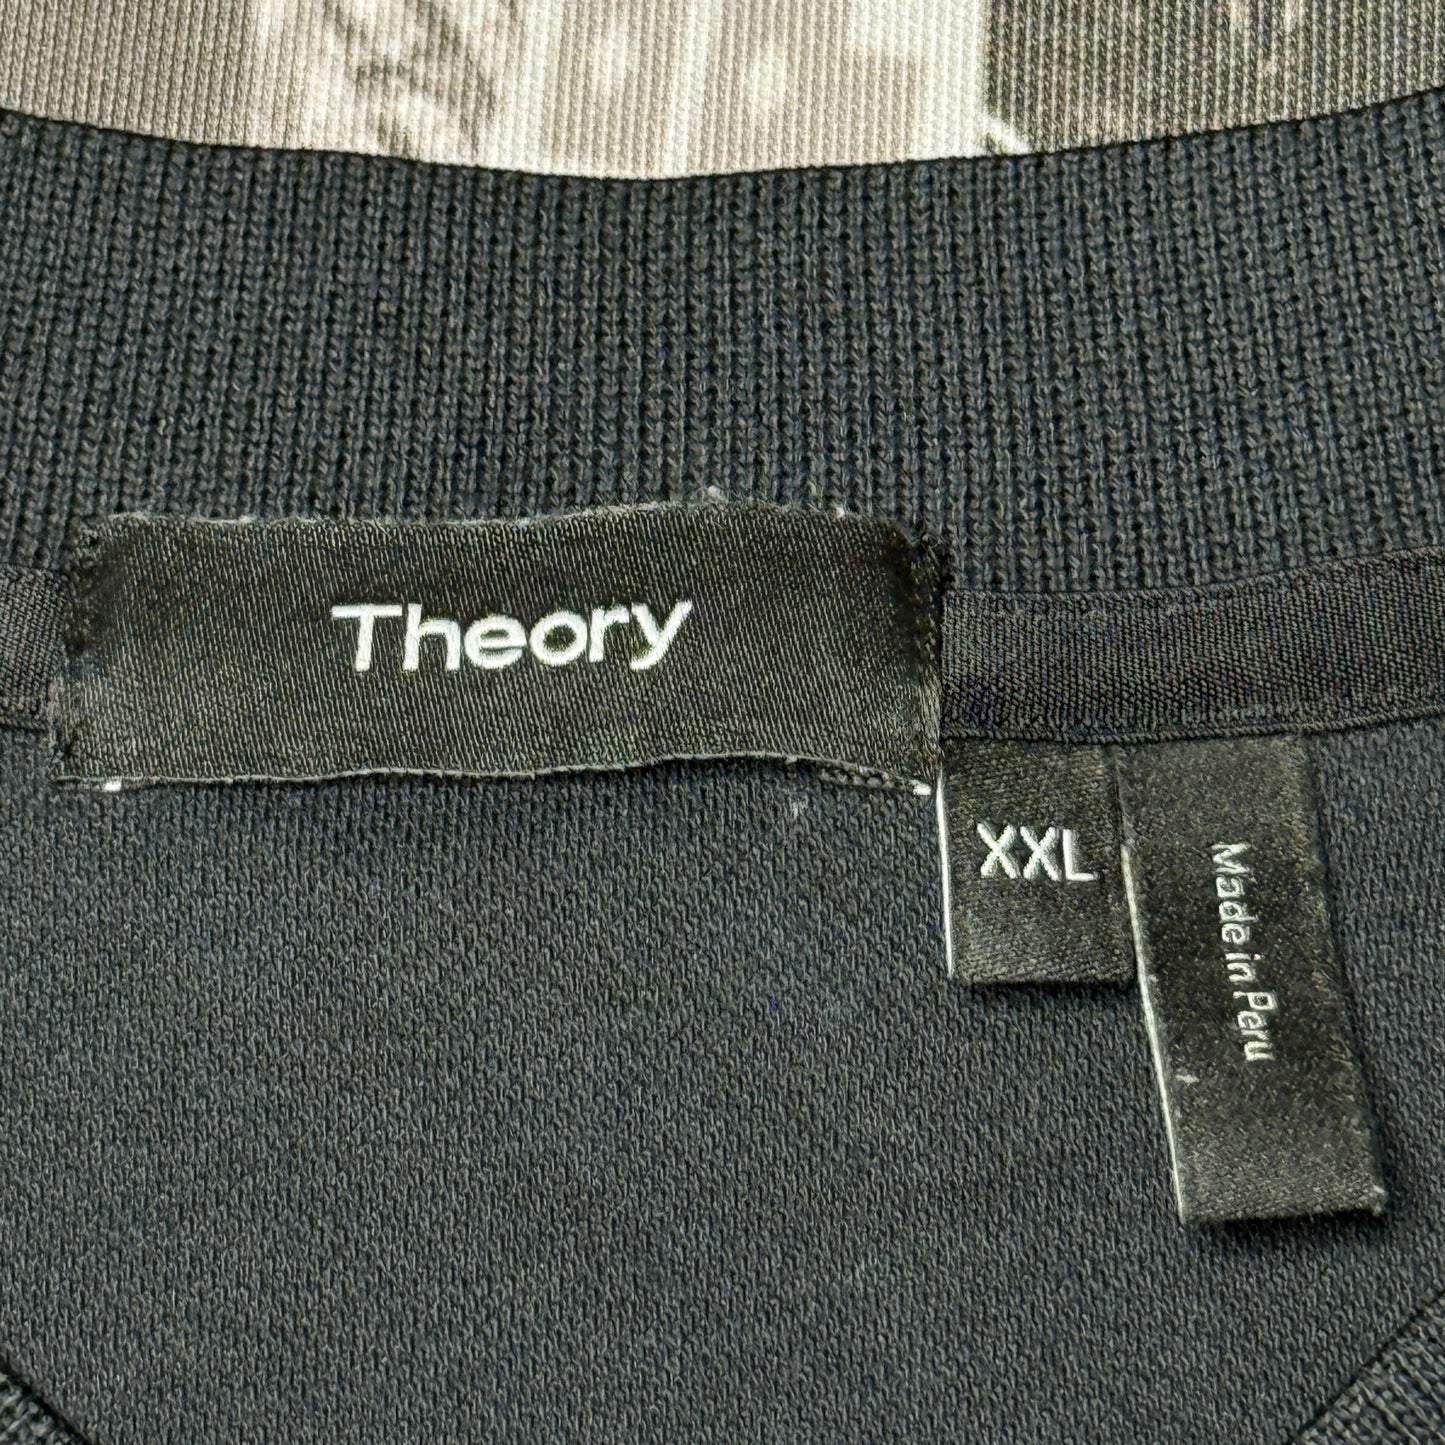 Theory
XXL
Made in Peru